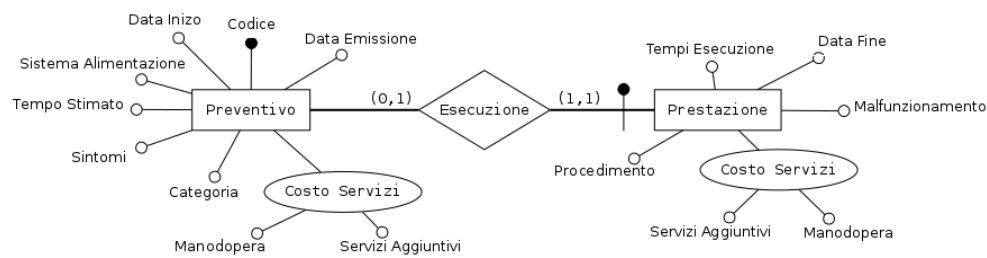 Data Inizo
Codice
Data Emissione
Sistema Alimentazione
Tempo Stimato
Preventivo
Sintomi
Categoria
Costo Servizi
Manodopera
Servizi Aggiuntivi
(0,1)
Esecuzione
(1,1)
Tempi Esecuzione
Data Fine
Prestazione
Malfunzionamento
Procedimento
Costo Servizi
Servizi Aggiuntivi
Manodopera